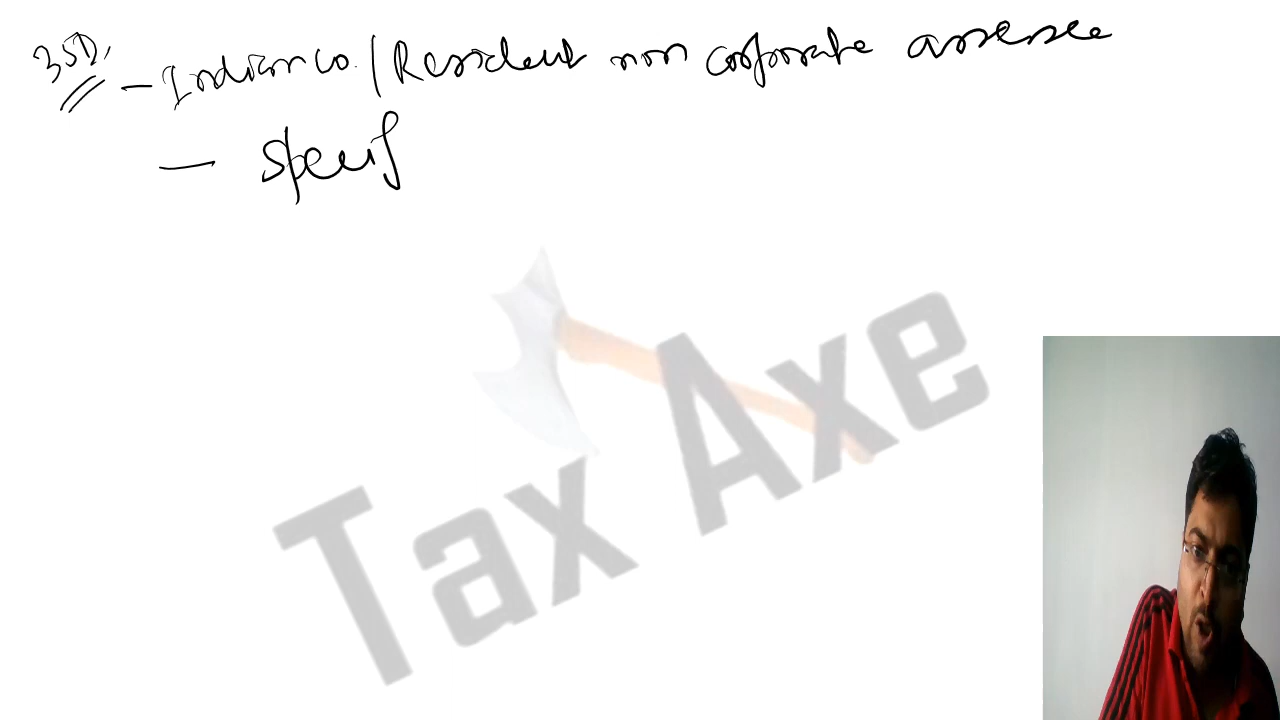 35D. - Indian co. / Resident non corporate assessee
- Specif
Tax Axe